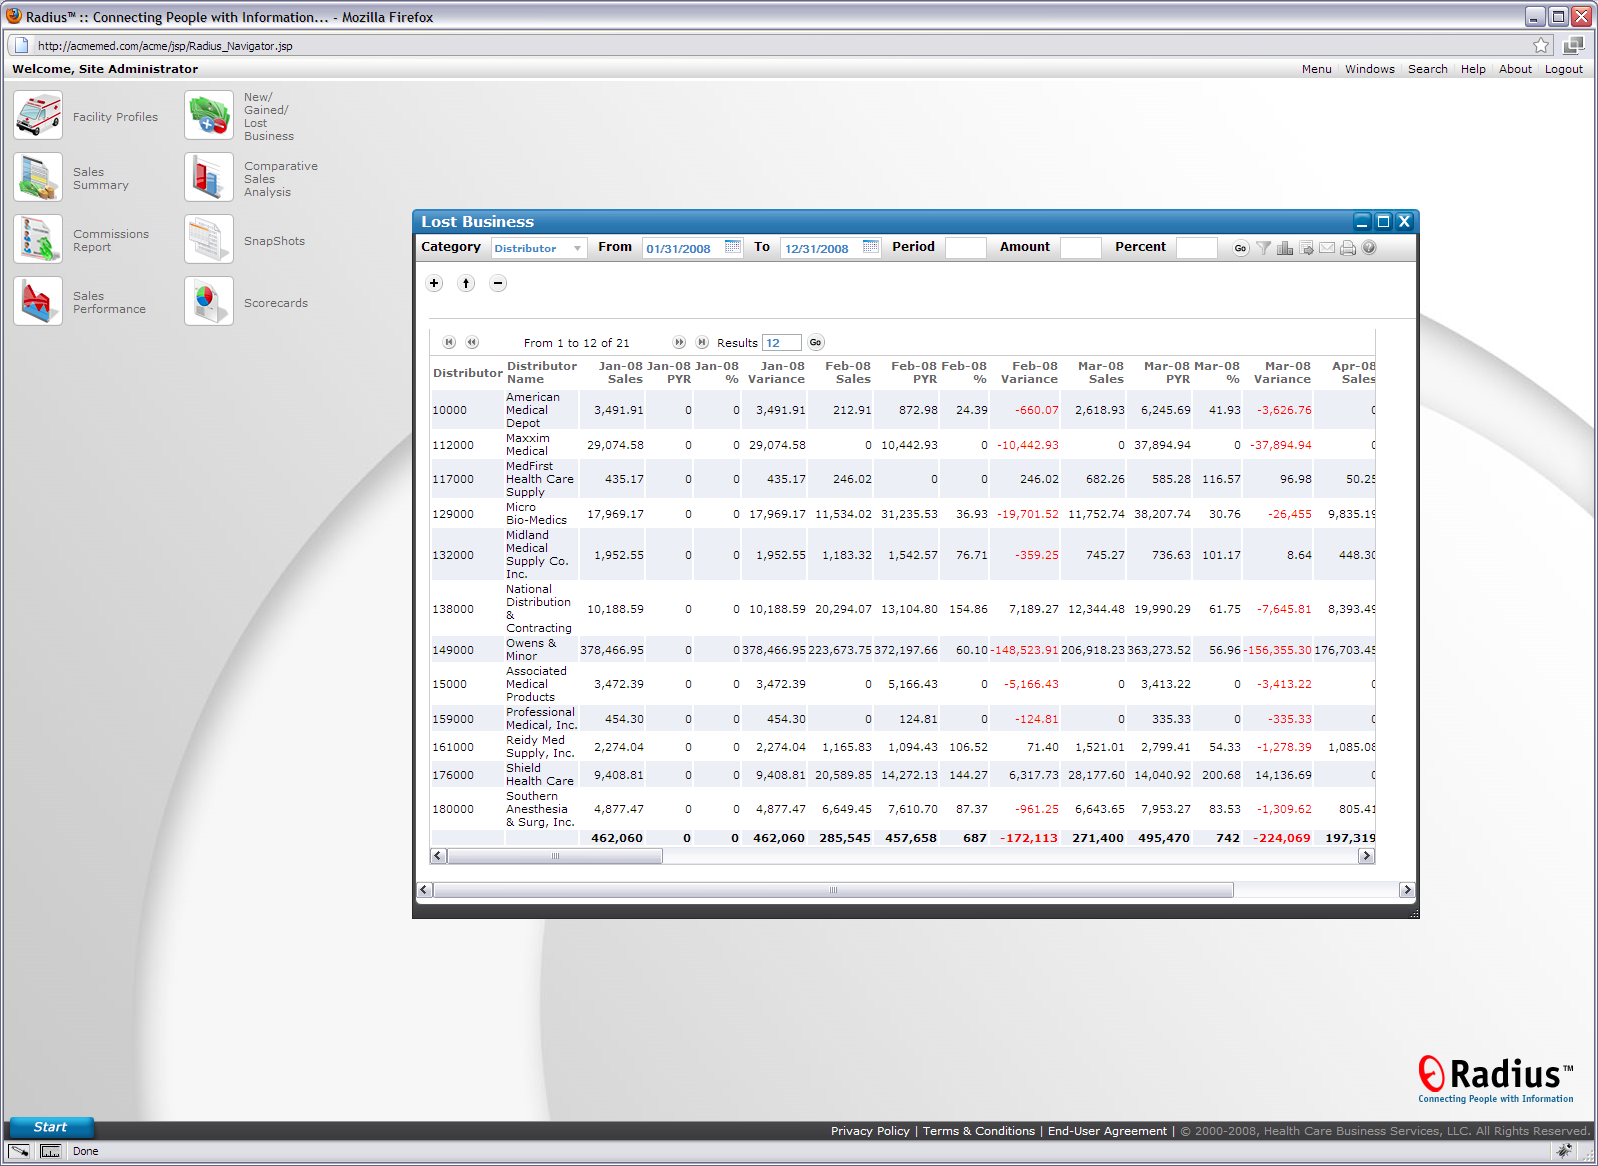 Radius™ :: Connecting People with Information... - Mozilla Firefox
http://acmemed.com/acme/jsp/Radius_Navigator.jsp
Welcome, Site Administrator
Menu Windows Search Help About Logout
Facility Profiles
New/
Gained/
Lost
Business
Sales
Summary
Comparative
Sales
Analysis
Commissions
Report
SnapShots
Sales
Performance
Scorecards
Lost Business
Category Distributor From 01/31/2008 To 12/31/2008 Period Amount Percent Go
From 1 to 12 of 21 Results 12 Go
Distributor Distributor Name Jan-08 Sales Jan-08 PYR Jan-08 % Jan-08 Variance Feb-08 Sales Feb-08 PYR Feb-08 % Feb-08 Variance Mar-08 Sales Mar-08 PYR Mar-08 % Mar-08 Variance Apr-08 Sales
10000 American Medical Depot 3,491.91 0 0 3,491.91 212.91 872.98 24.39 -660.07 2,618.93 6,245.69 41.93 -3,626.76 0
112000 Maxxim Medical 29,074.58 0 0 29,074.58 0 10,442.93 0 -10,442.93 0 37,894.94 0 -37,894.94 0
117000 MedFirst Health Care Supply 435.17 0 0 435.17 246.02 0 0 246.02 682.26 585.28 116.57 96.98 50.25
129000 Micro Bio-Medics 17,969.17 0 0 17,969.17 11,534.02 31,235.53 36.93 -19,701.52 11,752.74 38,207.74 30.76 -26,455 9,835.19
132000 Midland Medical Supply Co. Inc. 1,952.55 0 0 1,952.55 1,183.32 1,542.57 76.71 -359.25 745.27 736.63 101.17 8.64 448.30
138000 National Distribution & Contracting 10,188.59 0 0 10,188.59 20,294.07 13,104.80 154.86 7,189.27 12,344.48 19,990.29 61.75 -7,645.81 8,393.49
149000 Owens & Minor 378,466.95 0 0 378,466.95 223,673.75 372,197.66 60.10 -148,523.91 206,918.23 363,273.52 56.96 -156,355.30 176,703.45
15000 Associated Medical Products 3,472.39 0 0 3,472.39 0 5,166.43 0 -5,166.43 0 3,413.22 0 -3,413.22 0
159000 Professional Medical, Inc. 454.30 0 0 454.30 0 124.81 0 -124.81 0 335.33 0 -335.33 0
161000 Reidy Med Supply, Inc. 2,274.04 0 0 2,274.04 1,165.83 1,094.43 106.52 71.40 1,521.01 2,799.41 54.33 -1,278.39 1,085.08
176000 Shield Health Care 9,408.81 0 0 9,408.81 20,589.85 14,272.13 144.27 6,317.73 28,177.60 14,040.92 200.68 14,136.69 0
180000 Southern Anesthesia & Surg, Inc. 4,877.47 0 0 4,877.47 6,649.45 7,610.70 87.37 -961.25 6,643.65 7,953.27 83.53 -1,309.62 805.41
462,060 0 0 462,060 285,545 457,658 687 -172,113 271,400 495,470 742 -224,069 197,319
Radius™
Connecting People with Information
Start
Privacy Policy | Terms & Conditions | End-User Agreement | © 2000-2008, Health Care Business Services, LLC. All Rights Reserved.
Done